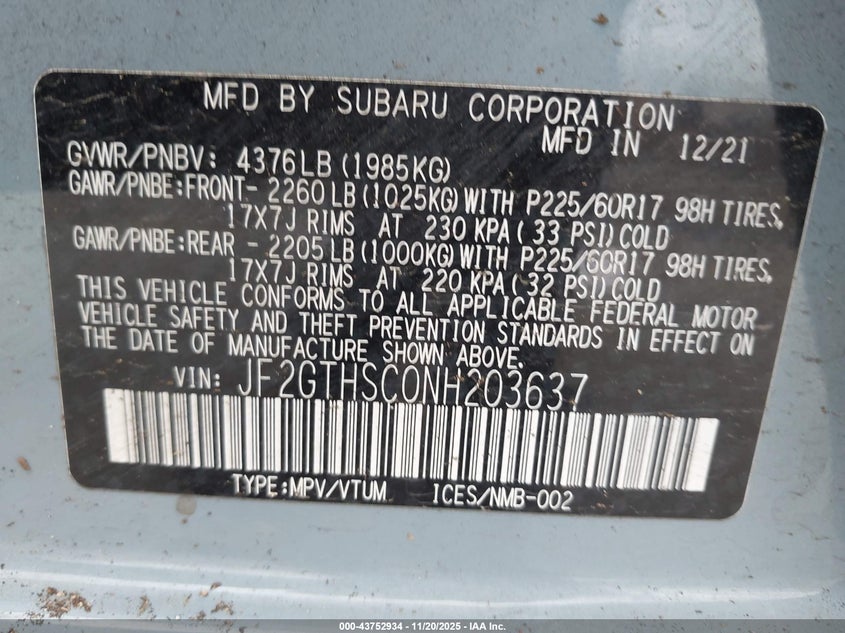 MFD BY SUBARU CORPORATION
MFD IN 12/21
GVWR/PNBV: 4376LB (1985KG)
GAWR/PNBE:FRONT- 2260 LB (1025KG) WITH P225/60R17 98H TIRES,
17X7J RIMS AT 230 KPA ( 33 PSI) COLD
GAWR/PNBE:REAR - 2205 LB (1000KG) WITH P225/60R17 98H TIRES,
17X7J RIMS AT 220 KPA ( 32 PSI) COLD
THIS VEHICLE CONFORMS TO ALL APPLICABLE FEDERAL MOTOR
VEHICLE SAFETY AND THEFT PREVENTION STANDARDS IN EFFECT ON
THE DATE OF MANUFACTURE SHOWN ABOVE.
VIN: JF2GTHSC0NH203637
TYPE:MPV/VTUM ICES/NMB-002
000-43752934 - 11/20/2025 - IAA Inc.